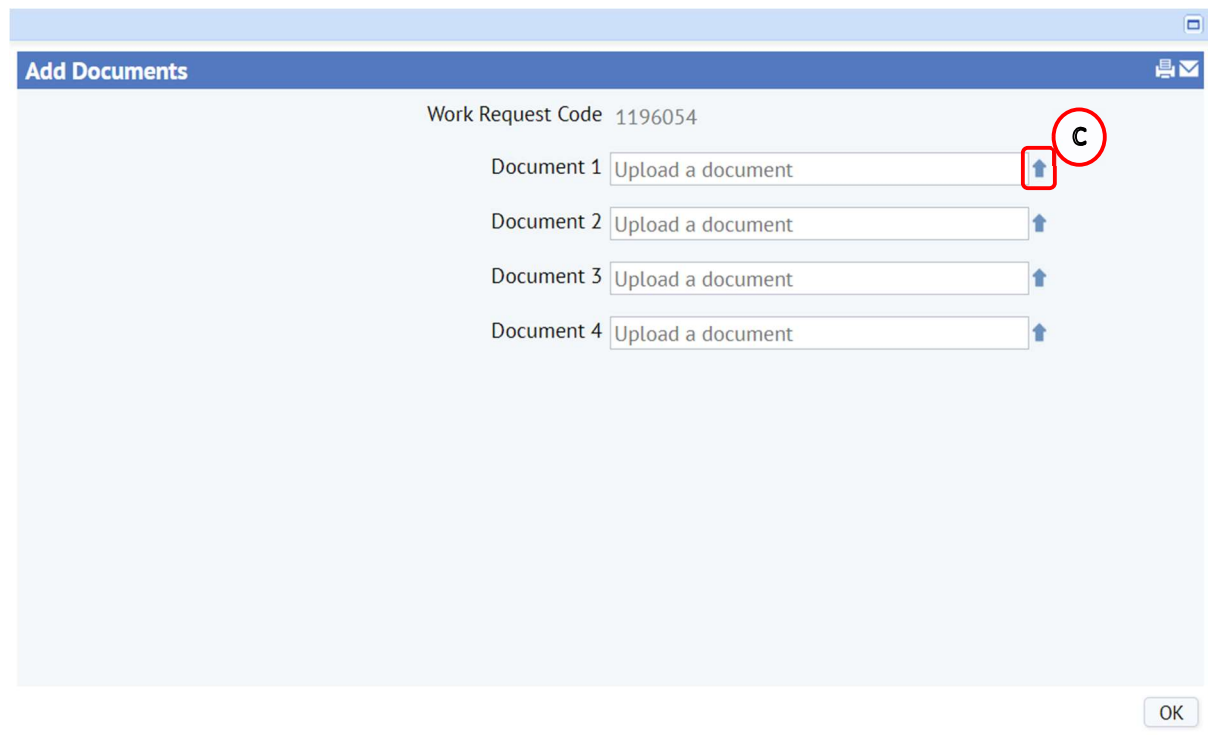 Add Documents
Work Request Code 1196054
C
Document 1 Upload a document
Document 2 Upload a document
Document 3 Upload a document
Document 4 Upload a document
OK